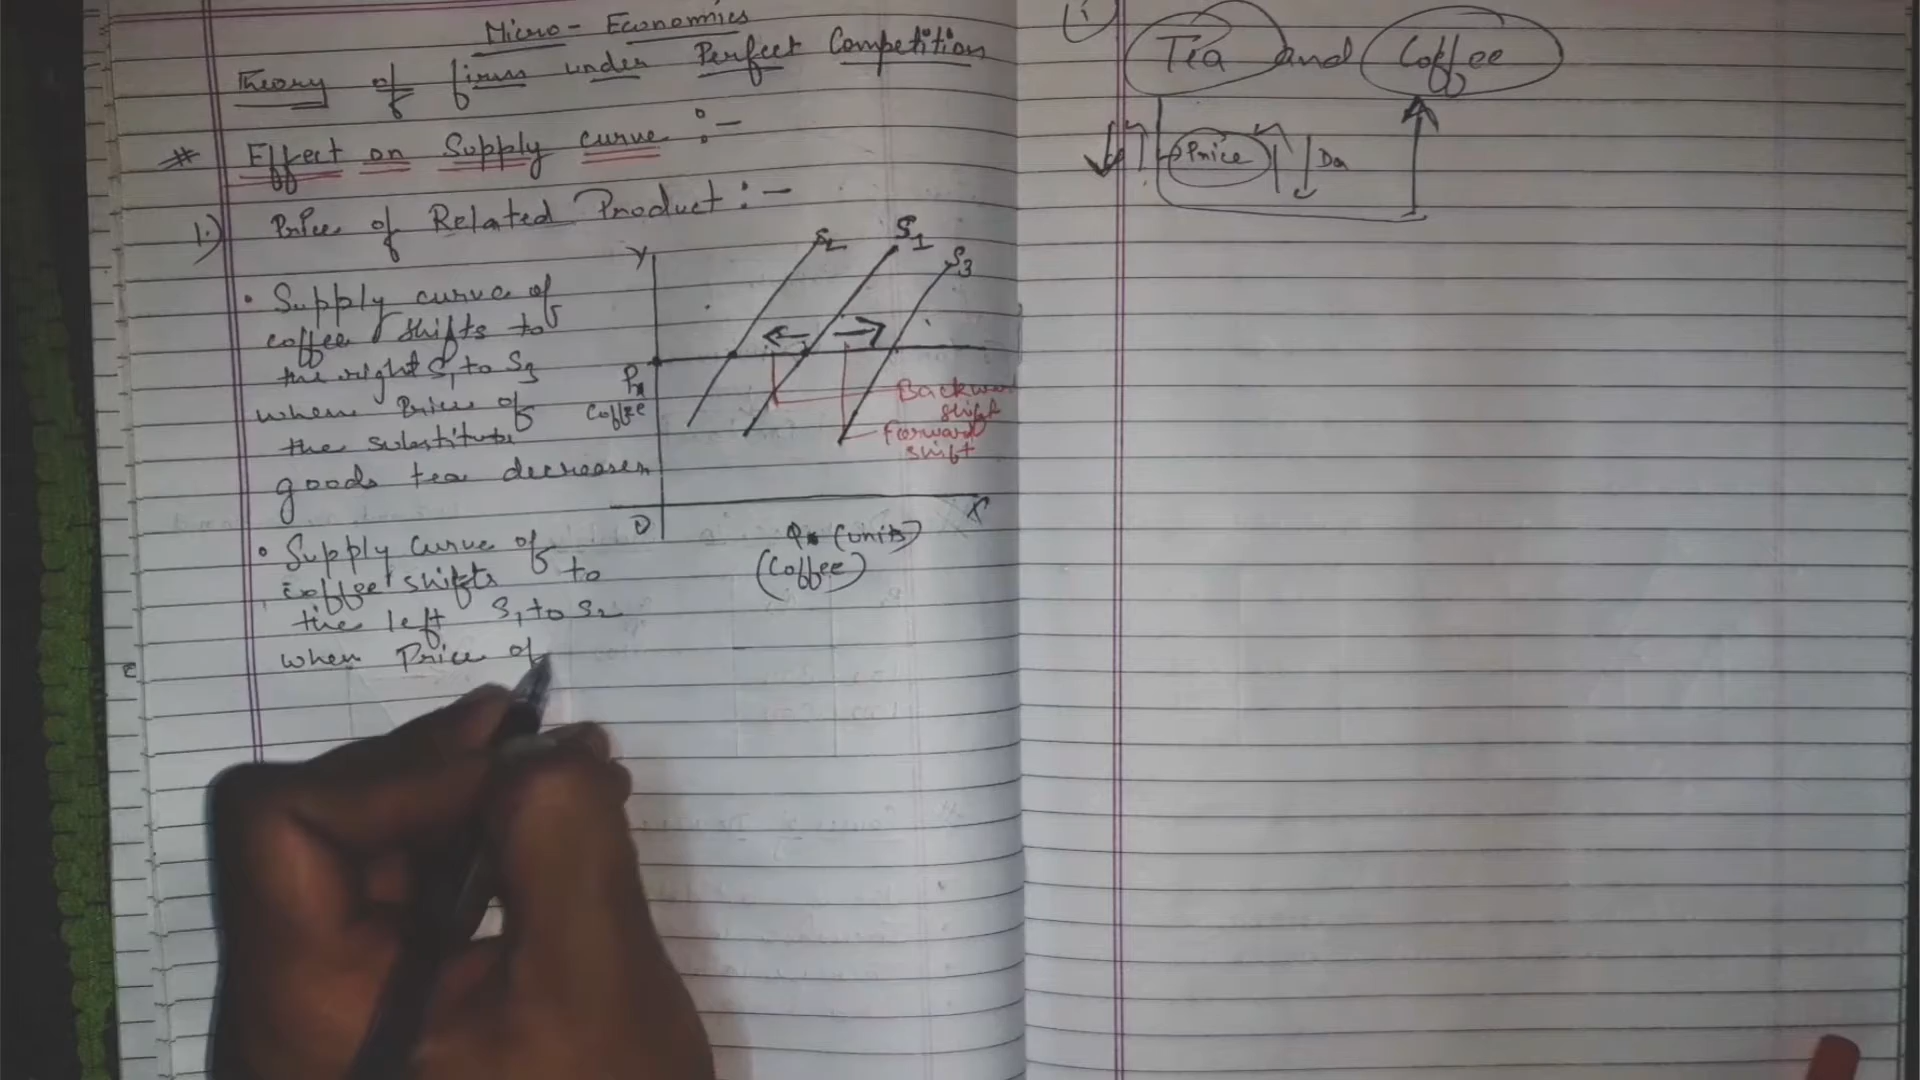 Micro-Economics
Theory of firms under Perfect Competition
# Effect on Supply curve :-
1.) Price of Related Product :-
• Supply curve of
coffee shifts to
the right S1 to S3
when Price of
the substitute
goods tea decreases
• Supply Curve of
coffee shifts to
the left S1 to S2
when Price of
Y
S2
S1
S3
Px
Coffee
Backward
shift
forward
shift
O
X
Qx (units)
(Coffee)
(i)
Tea and Coffee
Price